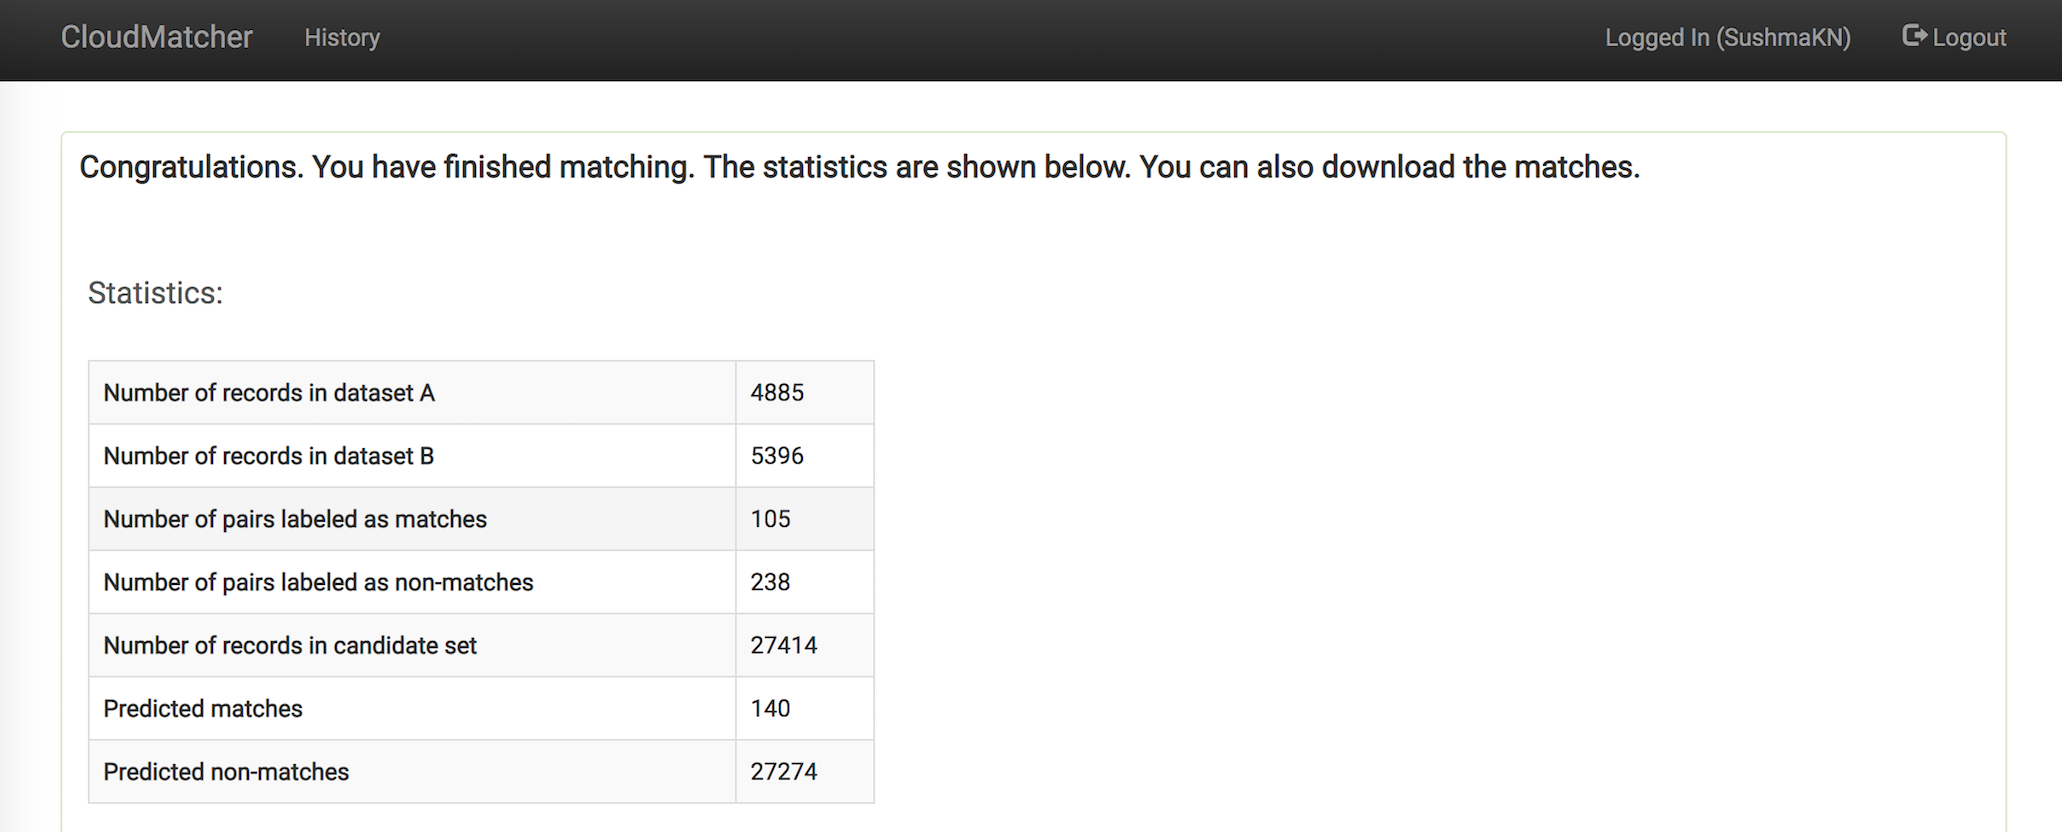 CloudMatcher History Logged In (SushmaKN) Logout
Congratulations. You have finished matching. The statistics are shown below. You can also download the matches.
Statistics:
Number of records in dataset A 4885
Number of records in dataset B 5396
Number of pairs labeled as matches 105
Number of pairs labeled as non-matches 238
Number of records in candidate set 27414
Predicted matches 140
Predicted non-matches 27274